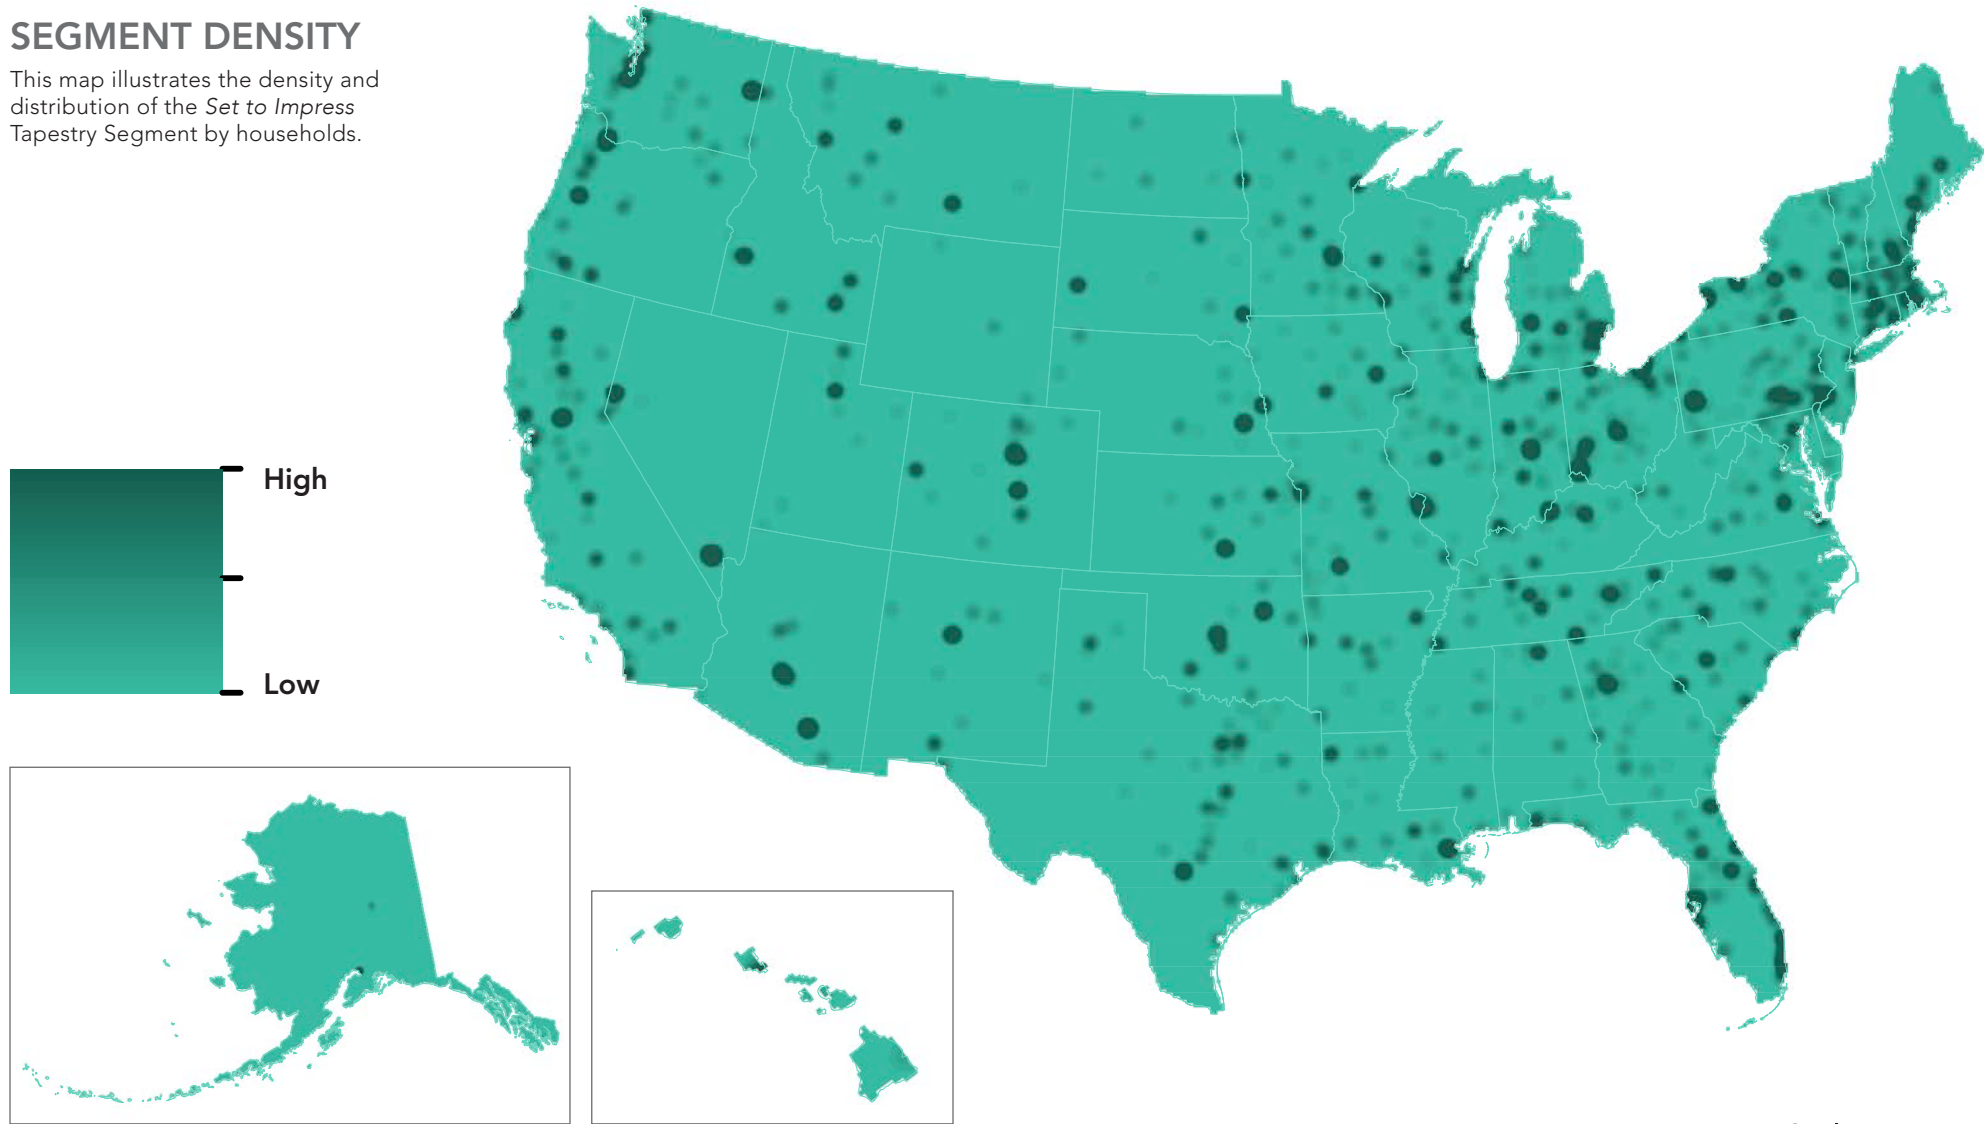 SEGMENT DENSITY
This map illustrates the density and
distribution of the Set to Impress
Tapestry Segment by households.
High
Low